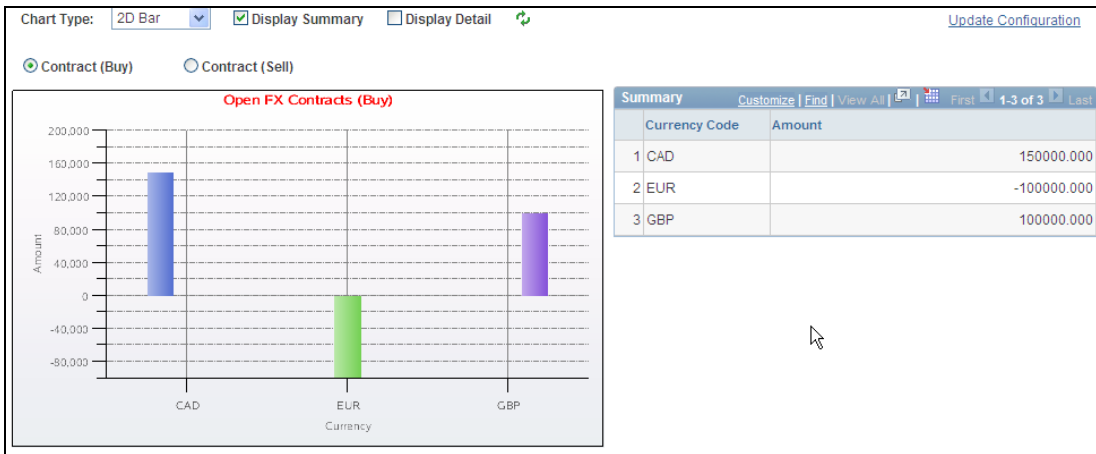 Chart Type: 2D Bar Display Summary Display Detail Update Configuration
Contract (Buy) Contract (Sell)
Open FX Contracts (Buy)
200,000
160,000
120,000
80,000
40,000
0
-40,000
-80,000
Amount
CAD EUR GBP
Currency
Summary Customize | Find | View All | | First 1-3 of 3 Last
Currency Code Amount
1 CAD 150000.000
2 EUR -100000.000
3 GBP 100000.000